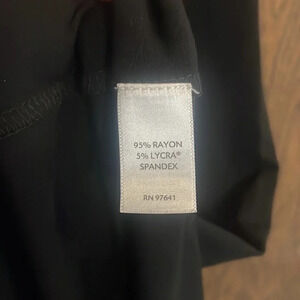 95% RAYON
5% LYCRA®
SPANDEX
RN 97641